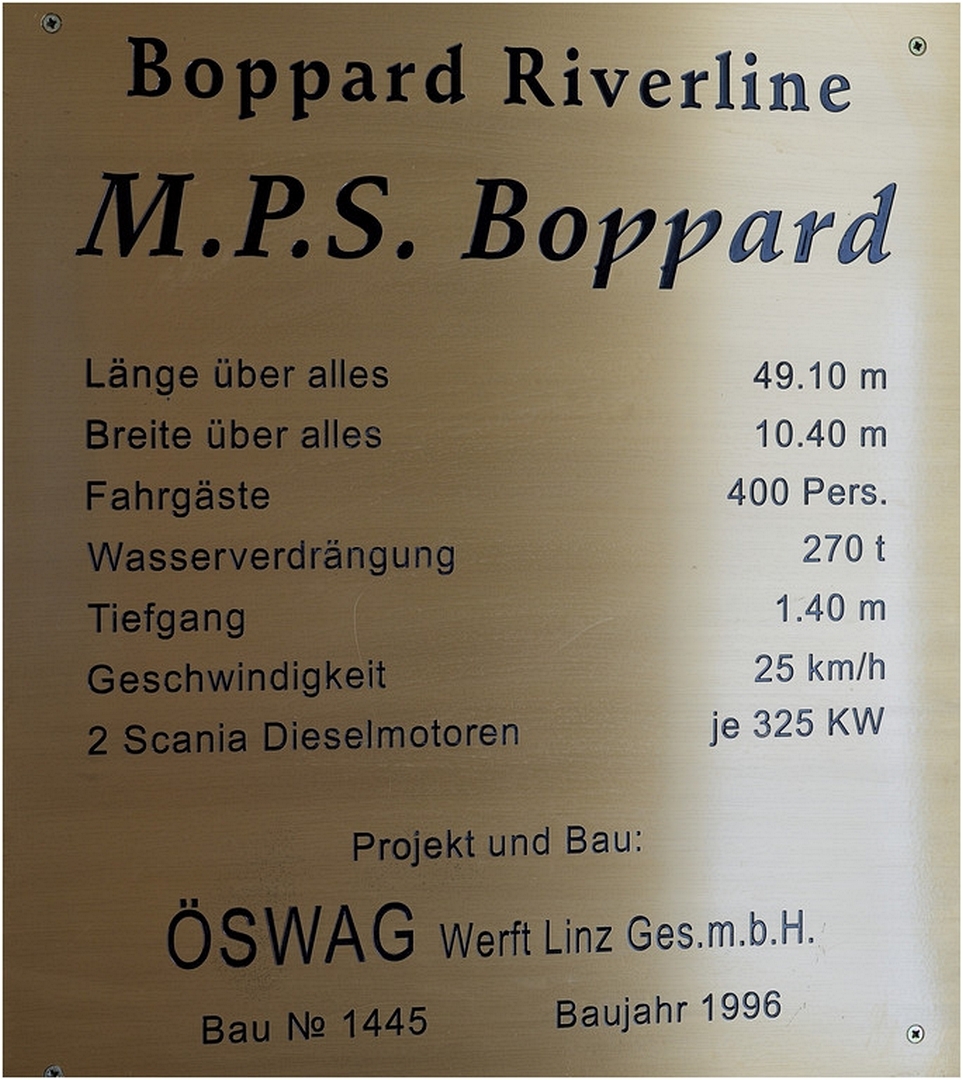 Boppard Riverline
M.P.S. Boppard
Länge über alles 49.10 m
Breite über alles 10.40 m
Fahrgäste 400 Pers.
Wasserverdrängung 270 t
Tiefgang 1.40 m
Geschwindigkeit 25 km/h
2 Scania Dieselmotoren je 325 KW
Projekt und Bau:
ÖSWAG Werft Linz Ges.m.b.H.
Bau № 1445 Baujahr 1996